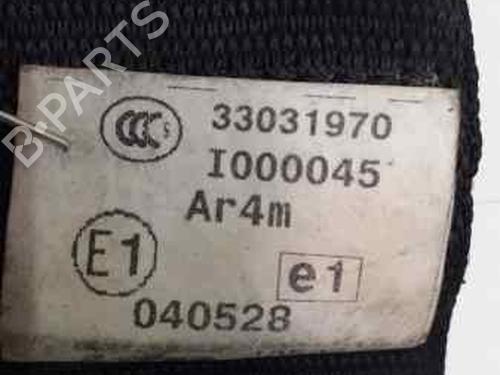 B-PARTS
CCC S 33031970
I000045
Ar4m
E1 e1
040528